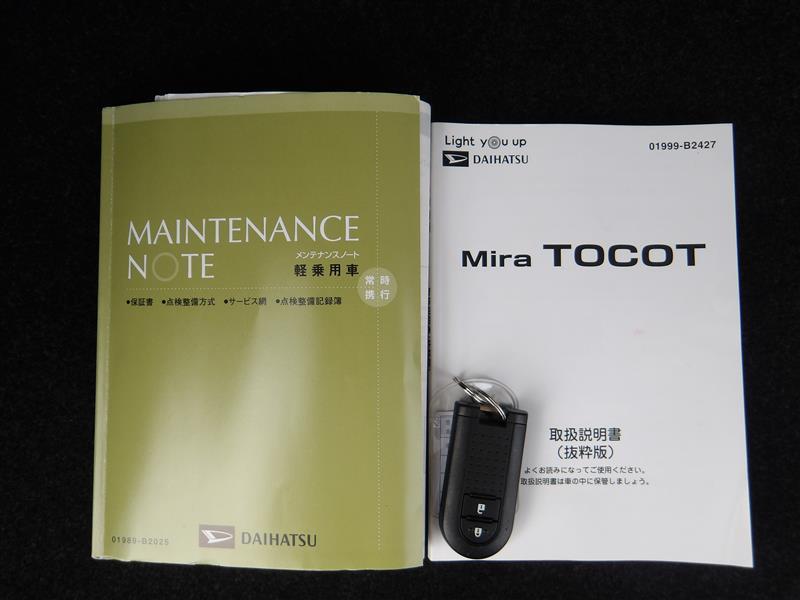 MAINTENANCE
NOTE
メンテナンスノート
軽乗用車
常時
携行
●保証書 ●点検整備方式 ●サービス網 ●点検整備記録簿
01989-B2025
DAIHATSU
Light you up
DAIHATSU
01999-B2427
Mira TOCOT
取扱説明書
（抜粋版）
よくお読みになってご使用ください。
取扱説明書は車の中に保管しましょう。